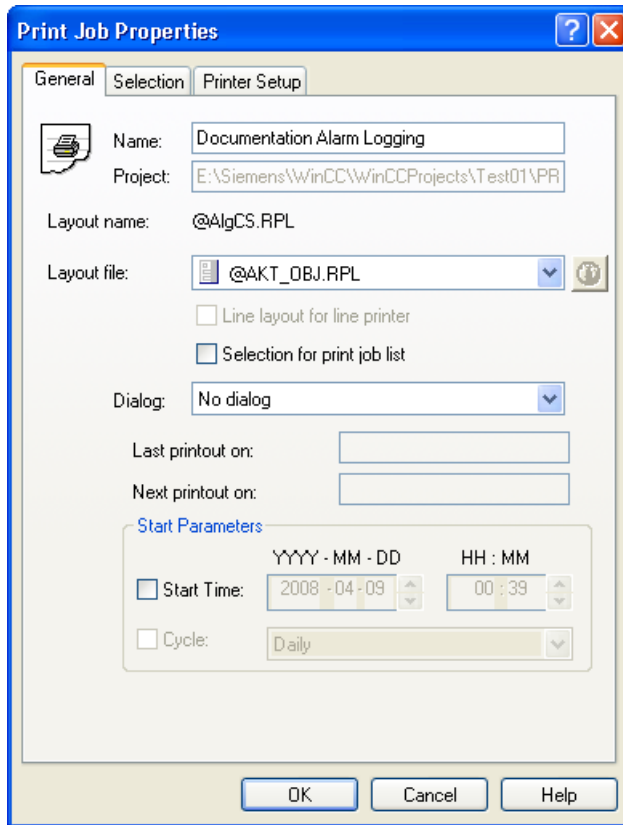 Print Job Properties
General Selection Printer Setup
Name: Documentation Alarm Logging
Project: E:\Siemens\WinCC\WinCCProjects\Test01\PR
Layout name: @AlgCS.RPL
Layout file: @AKT_OBJ.RPL
Line layout for line printer
Selection for print job list
Dialog: No dialog
Last printout on:
Next printout on:
Start Parameters
YYYY - MM - DD HH : MM
Start Time: 2008 - 04 - 09 00 : 39
Cycle: Daily
OK Cancel Help